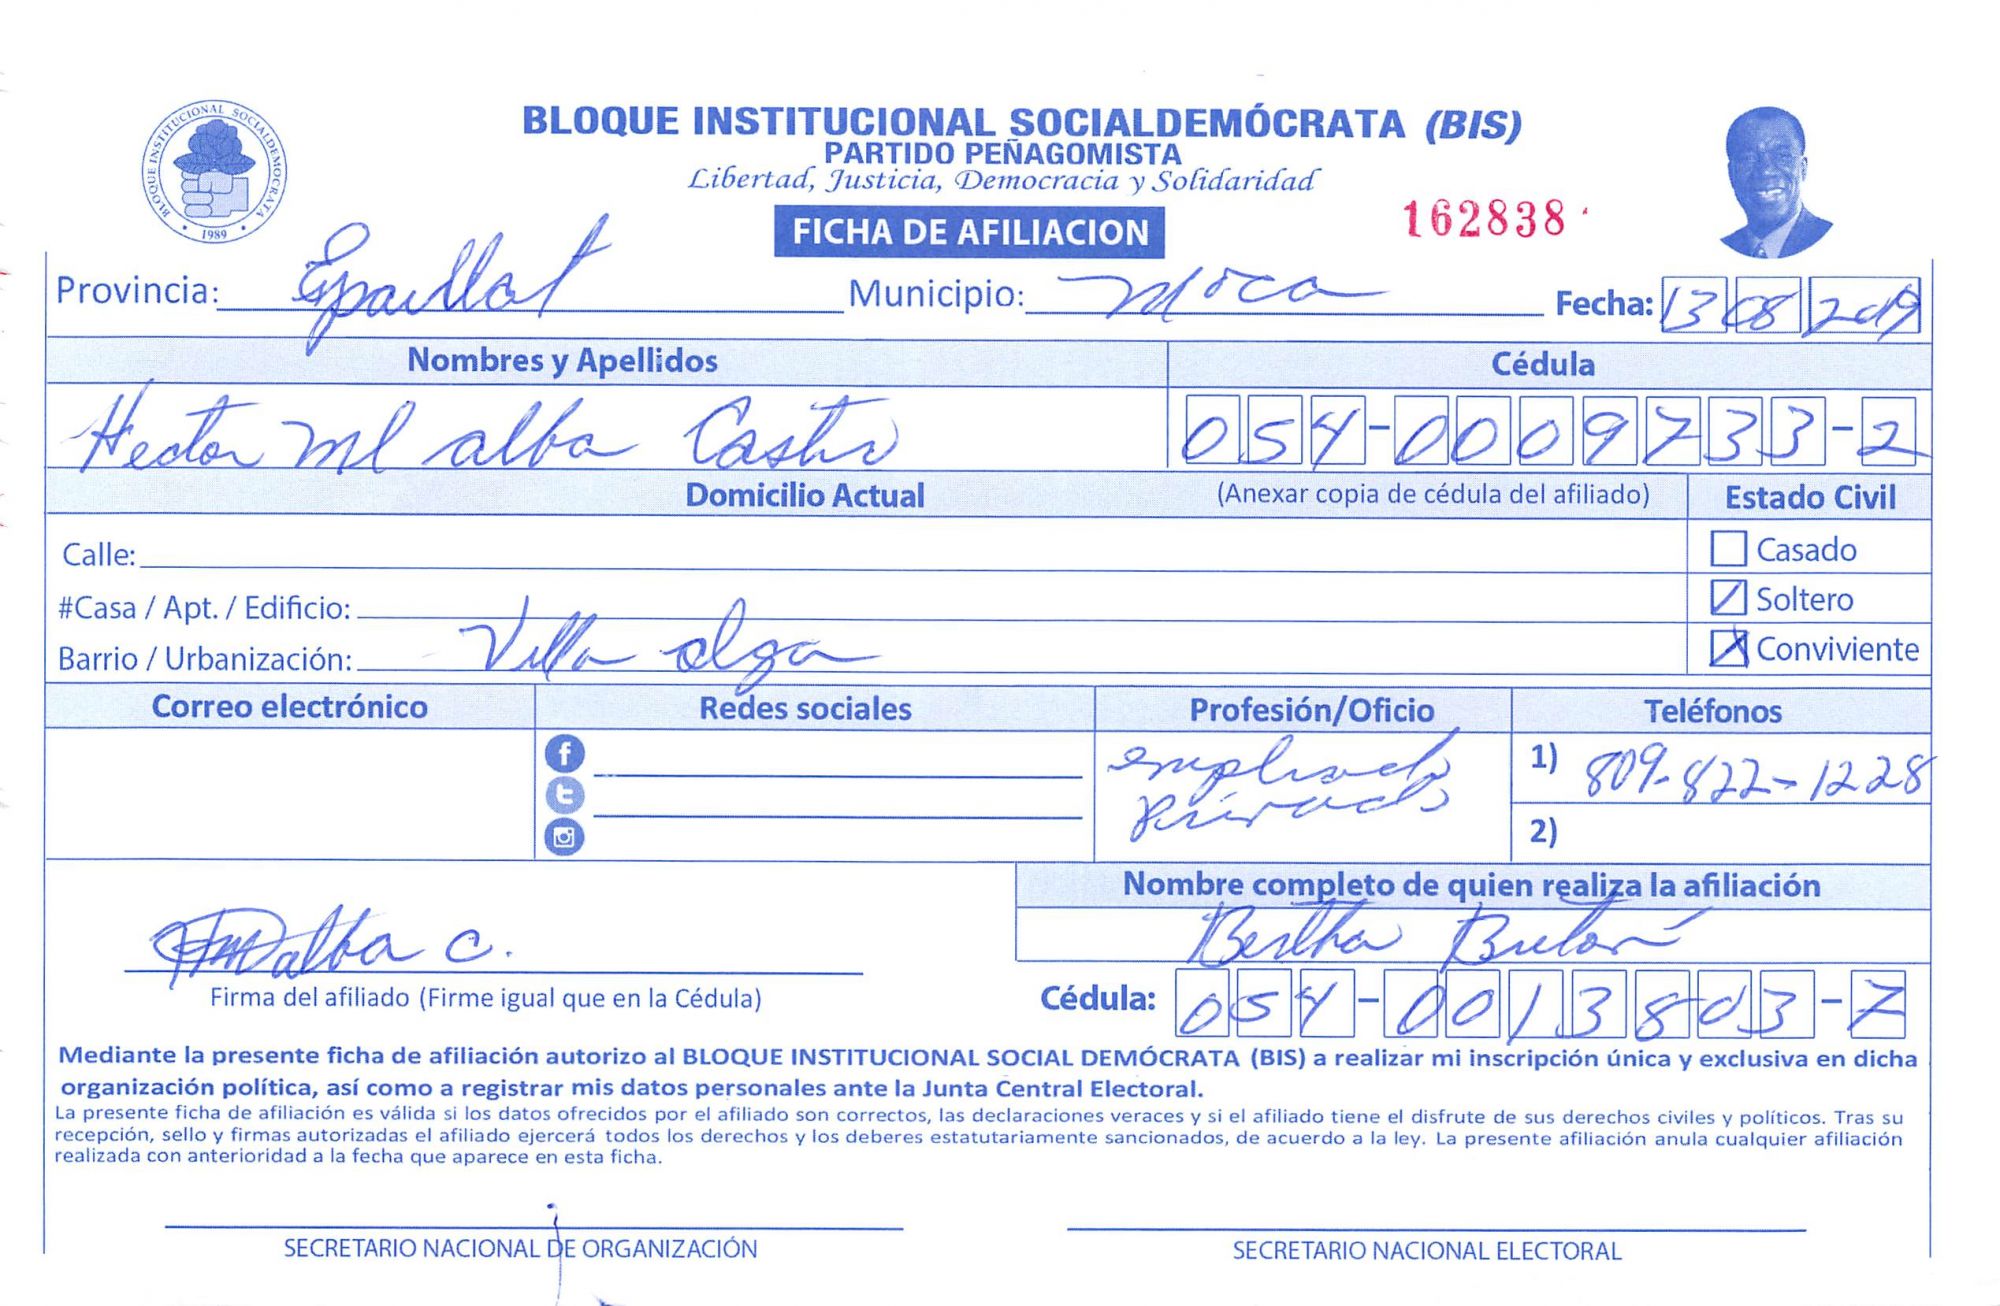 BLOQUE INSTITUCIONAL SOCIALDEMOCRATA
1989
BLOQUE INSTITUCIONAL SOCIALDEMÓCRATA (BIS)
PARTIDO PEÑAGOMISTA
Libertad, Justicia, Democracia y Solidaridad
FICHA DE AFILIACION
162838
Provincia: Epaillat Municipio: Moca Fecha: 13 08 2019
Nombres y Apellidos Cédula
Hector ml alba Castro 054-0009733-2
Domicilio Actual (Anexar copia de cédula del afiliado) Estado Civil
Calle: Casado
#Casa / Apt. / Edificio: Soltero
Barrio / Urbanización: Villa olga Conviviente
Correo electrónico Redes sociales Profesión/Oficio Teléfonos
empleado 1) 809-822-1228
Privado 2)
Nombre completo de quien realiza la afiliación
Bertha Breton
alba c.
Firma del afiliado (Firme igual que en la Cédula) Cédula: 054-0013803-7
Mediante la presente ficha de afiliación autorizo al BLOQUE INSTITUCIONAL SOCIAL DEMÓCRATA (BIS) a realizar mi inscripción única y exclusiva en dicha
organización política, así como a registrar mis datos personales ante la Junta Central Electoral.
La presente ficha de afiliación es válida si los datos ofrecidos por el afiliado son correctos, las declaraciones veraces y si el afiliado tiene el disfrute de sus derechos civiles y políticos. Tras su
recepción, sello y firmas autorizadas el afiliado ejercerá todos los derechos y los deberes estatutariamente sancionados, de acuerdo a la ley. La presente afiliación anula cualquier afiliación
realizada con anterioridad a la fecha que aparece en esta ficha.
SECRETARIO NACIONAL DE ORGANIZACIÓN SECRETARIO NACIONAL ELECTORAL